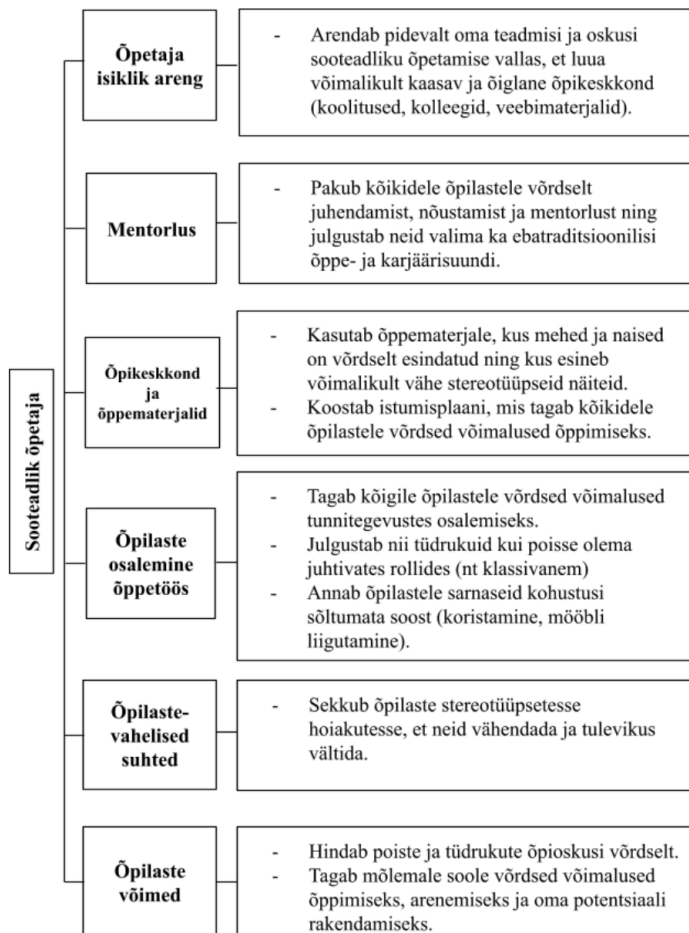 Sooteadlik õpetaja
Õpetaja
isiklik areng
- Arendab pidevalt oma teadmisi ja oskusi
sooteadliku õpetamise vallas, et luua
võimalikult kaasav ja õiglane õpikeskkond
(koolitused, kolleegid, veebimaterjalid).
Mentorlus
- Pakub kõikidele õpilastele võrdselt
juhendamist, nõustamist ja mentorlust ning
julgustab neid valima ka ebatraditsioonilisi
õppe- ja karjäärisuundi.
Õpikeskkond
ja
õppematerjalid
- Kasutab õppematerjale, kus mehed ja naised
on võrdselt esindatud ning kus esineb
võimalikult vähe stereotüüpseid näiteid.
- Koostab istumisplaani, mis tagab kõikidele
õpilastele võrdsed võimalused õppimiseks.
Õpilaste
osalemine
õppetöös
- Tagab kõigile õpilastele võrdsed võimalused
tunnitegevustes osalemiseks.
- Julgustab nii tüdrukuid kui poisse olema
juhtivates rollides (nt klassivanem)
- Annab õpilastele sarnaseid kohustusi
sõltumata soost (koristamine, mööbli
liigutamine).
Õpilaste-
vahelised
suhted
- Sekkub õpilaste stereotüüpsetesse
hoiakutesse, et neid vähendada ja tulevikus
vältida.
Õpilaste
võimed
- Hindab poiste ja tüdrukute õpioskusi võrdselt.
- Tagab mõlemale soole võrdsed võimalused
õppimiseks, arenemiseks ja oma potentsiaali
rakendamiseks.